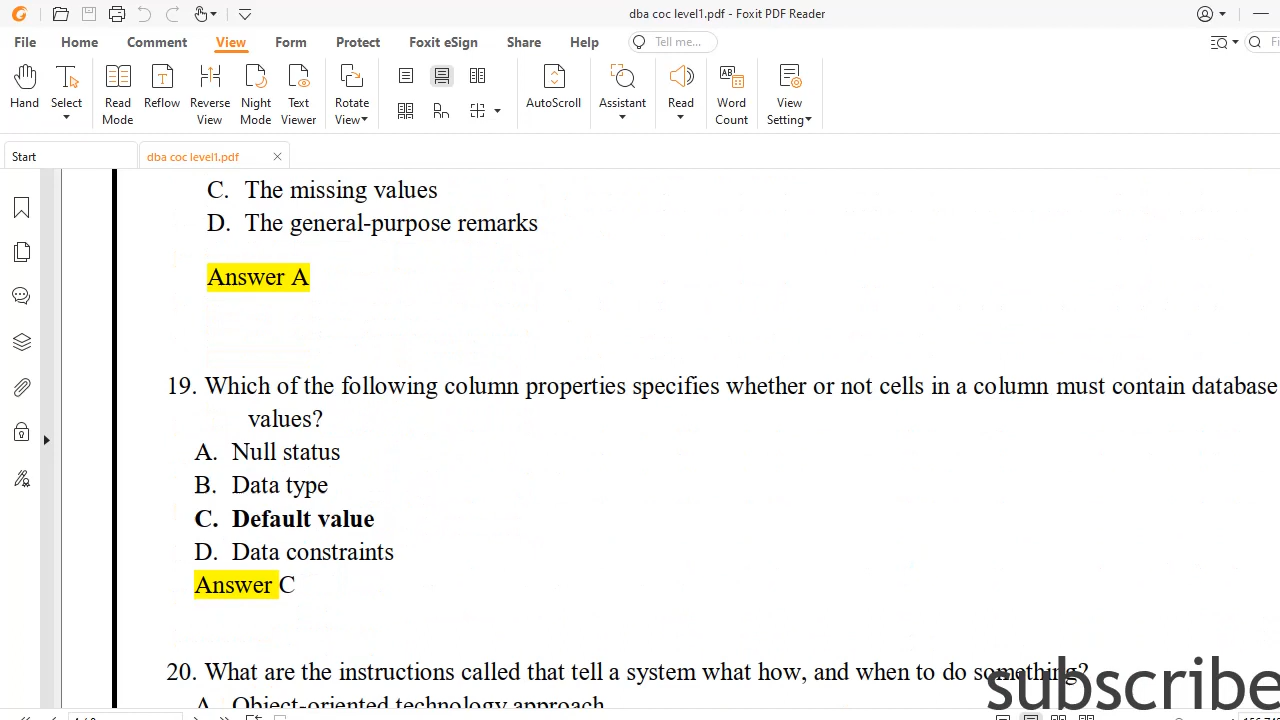 dba coc level1.pdf - Foxit PDF Reader
File Home Comment View Form Protect Foxit eSign Share Help Tell me... Fi
Hand Select Read Mode Reflow Reverse View Night Mode Text Viewer Rotate View AutoScroll Assistant Read Word Count View Setting
Start dba coc level1.pdf
C. The missing values
D. The general-purpose remarks
Answer A
19. Which of the following column properties specifies whether or not cells in a column must contain database
values?
A. Null status
B. Data type
C. Default value
D. Data constraints
Answer C
20. What are the instructions called that tell a system what how, and when to do something?
A. Object-oriented technology approach
subscribe